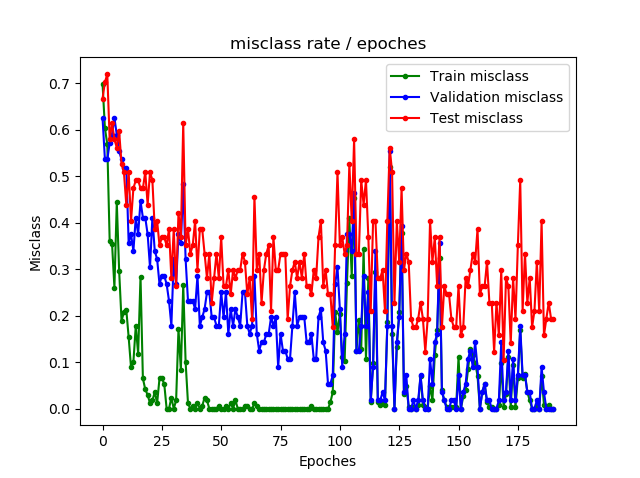 misclass rate / epoches
Train misclass
Validation misclass
Test misclass
Misclass
0.7
0.6
0.5
0.4
0.3
0.2
0.1
0.0
0 25 50 75 100 125 150 175
Epoches